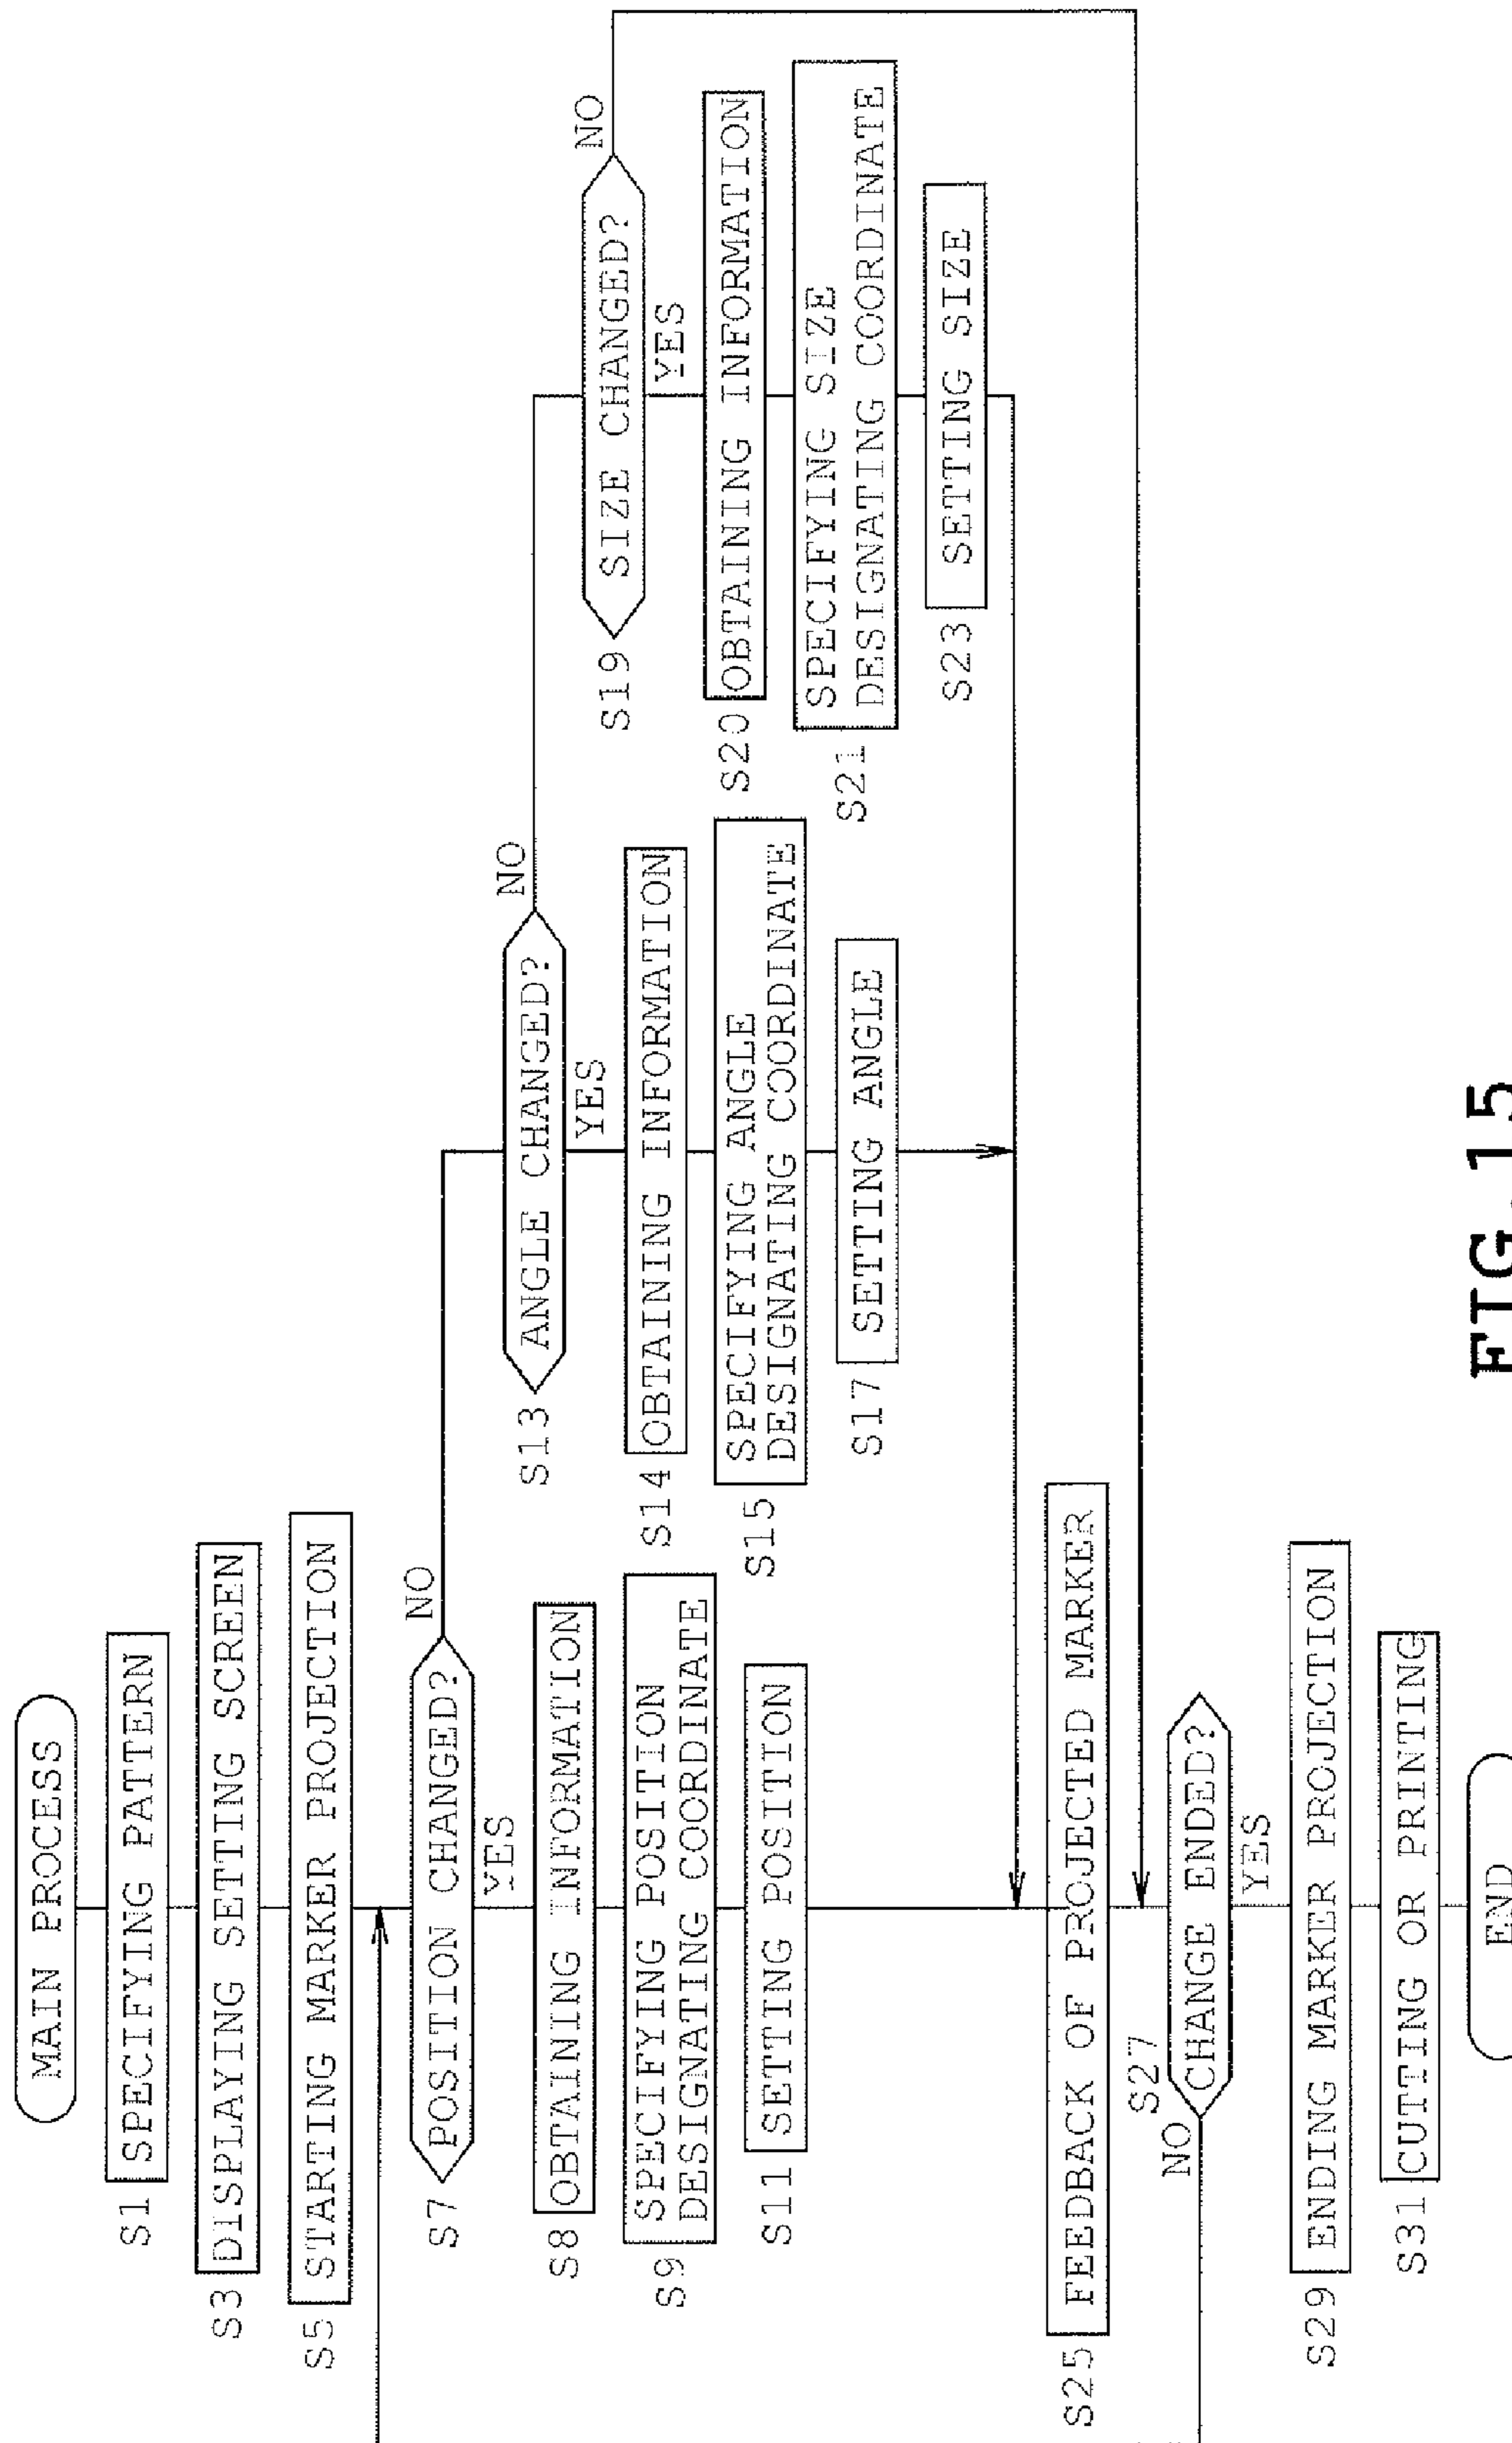 MAIN PROCESS
S1 SPECIFYING PATTERN
S3 DISPLAYING SETTING SCREEN
S5 STARTING MARKER PROJECTION
S7 POSITION CHANGED?
NO
YES
S8 OBTAINING INFORMATION
S9 SPECIFYING POSITION
DESIGNATING COORDINATE
S11 SETTING POSITION
S13 ANGLE CHANGED?
NO
YES
S14 OBTAINING INFORMATION
S15 SPECIFYING ANGLE
DESIGNATING COORDINATE
S17 SETTING ANGLE
S19 SIZE CHANGED?
NO
YES
S20 OBTAINING INFORMATION
S21 SPECIFYING SIZE
DESIGNATING COORDINATE
S23 SETTING SIZE
S25 FEEDBACK OF PROJECTED MARKER
S27
NO
CHANGE ENDED?
YES
S29 ENDING MARKER PROJECTION
S31 CUTTING OR PRINTING
END
FIG.15